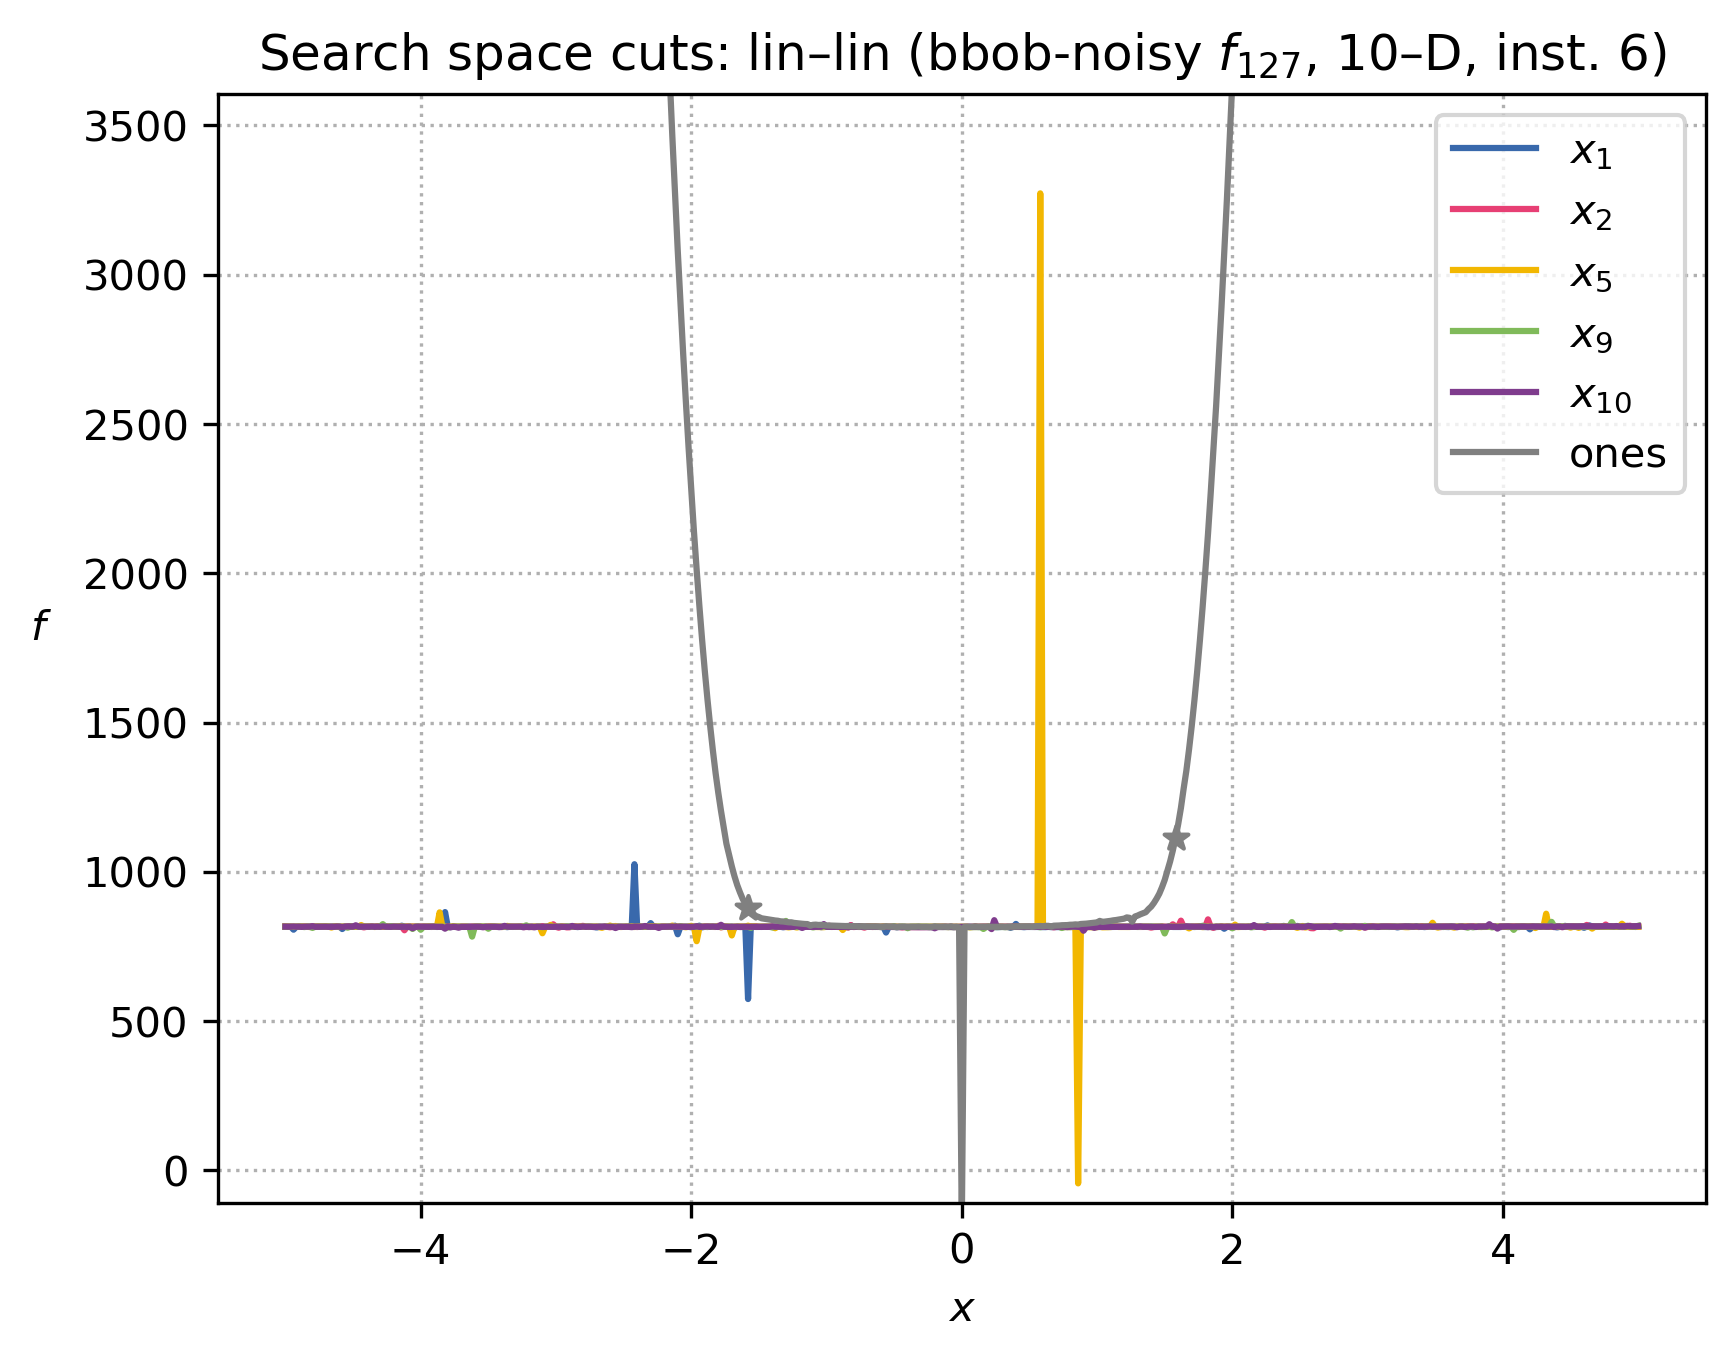 Search space cuts: lin–lin (bbob-noisy f127, 10–D, inst. 6)
3500
3000
2500
2000
1500
1000
500
0
f
−4
−2
0
2
4
x
x1
x2
x5
x9
x10
ones